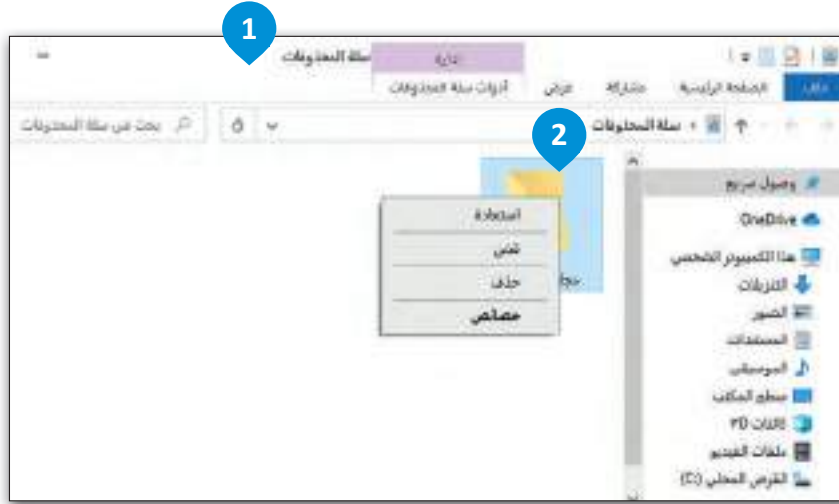 1
سلة المحذوفات
إدارة
ملف
الصفحة الرئيسية
مشاركة
عرض
أدوات سلة المحذوفات
سلة المحذوفات
بحث في سلة المحذوفات
2
وصول سريع
OneDrive
هذا الكمبيوتر الشخصي
التنزيلات
الصور
المستندات
الموسيقى
سطح المكتب
كائنات ٣D
ملفات الفيديو
القرص المحلي (C:)
استعادة
قص
حذف
خصائص